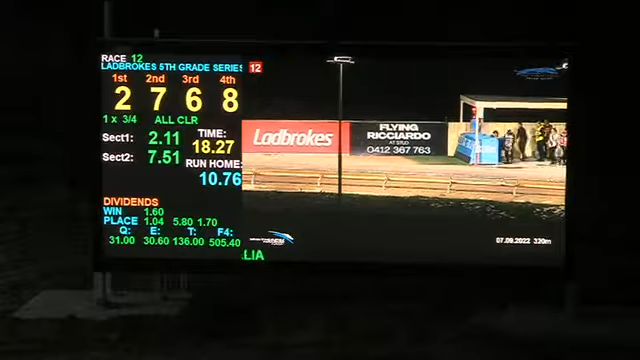 RACE 12
LADBROKES 5TH GRADE SERIES
1st 2nd 3rd 4th
2 7 6 8
1 x 3/4 ALL CLR
Sect1: 2.11
Sect2: 7.51
TIME:
18.27
RUN HOME:
10.76
DIVIDENDS
WIN 1.60
PLACE 1.04 5.80 1.70
Q: E: T: F4:
31.00 30.60 136.00 505.40
LIA
12
Ladbrokes
FLYING
RICCIARDO
AT STUD
0412 367 763
07.09.2022 320m